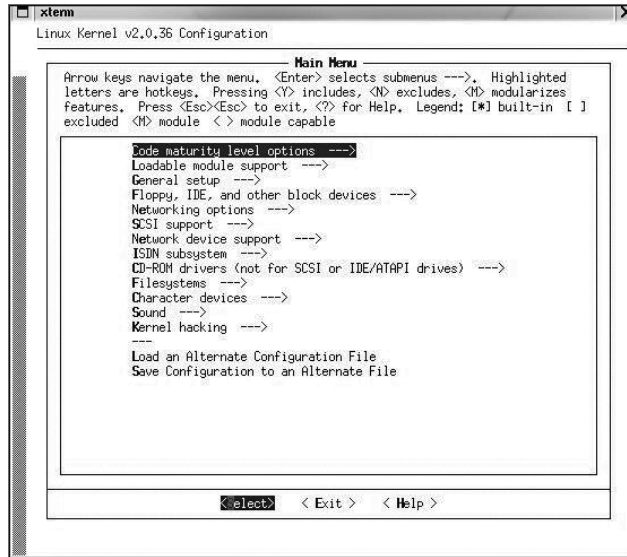 xterm
Linux Kernel v2.0.36 Configuration
Main Menu
Arrow keys navigate the menu. <Enter> selects submenus --->. Highlighted
letters are hotkeys. Pressing <Y> includes, <N> excludes, <M> modularizes
features. Press <Esc><Esc> to exit, <?> for Help. Legend: [*] built-in [ ]
excluded <M> module < > module capable
Code maturity level options --->
Loadable module support --->
General setup --->
Floppy, IDE, and other block devices --->
Networking options --->
SCSI support --->
Network device support --->
ISDN subsystem --->
CD-ROM drivers (not for SCSI or IDE/ATAPI drives) --->
Filesystems --->
Character devices --->
Sound --->
Kernel hacking --->
---
Load an Alternate Configuration File
Save Configuration to an Alternate File
<Select> < Exit > < Help >